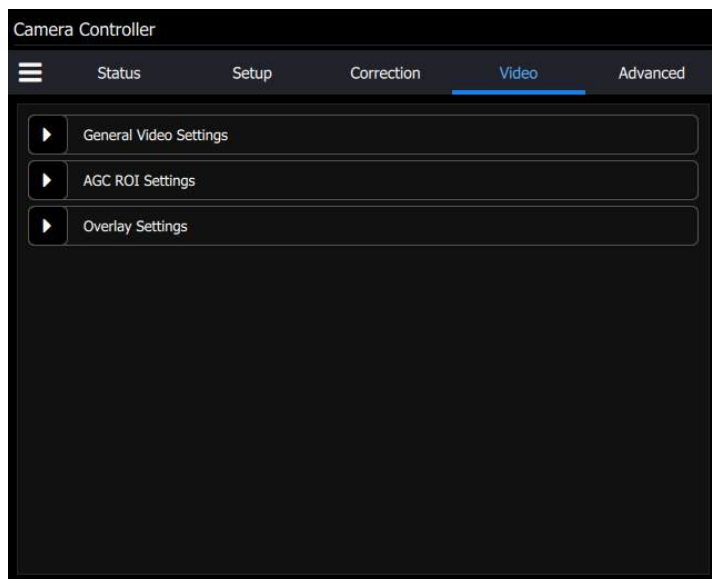 Camera Controller
Status Setup Correction Video Advanced
General Video Settings
AGC ROI Settings
Overlay Settings